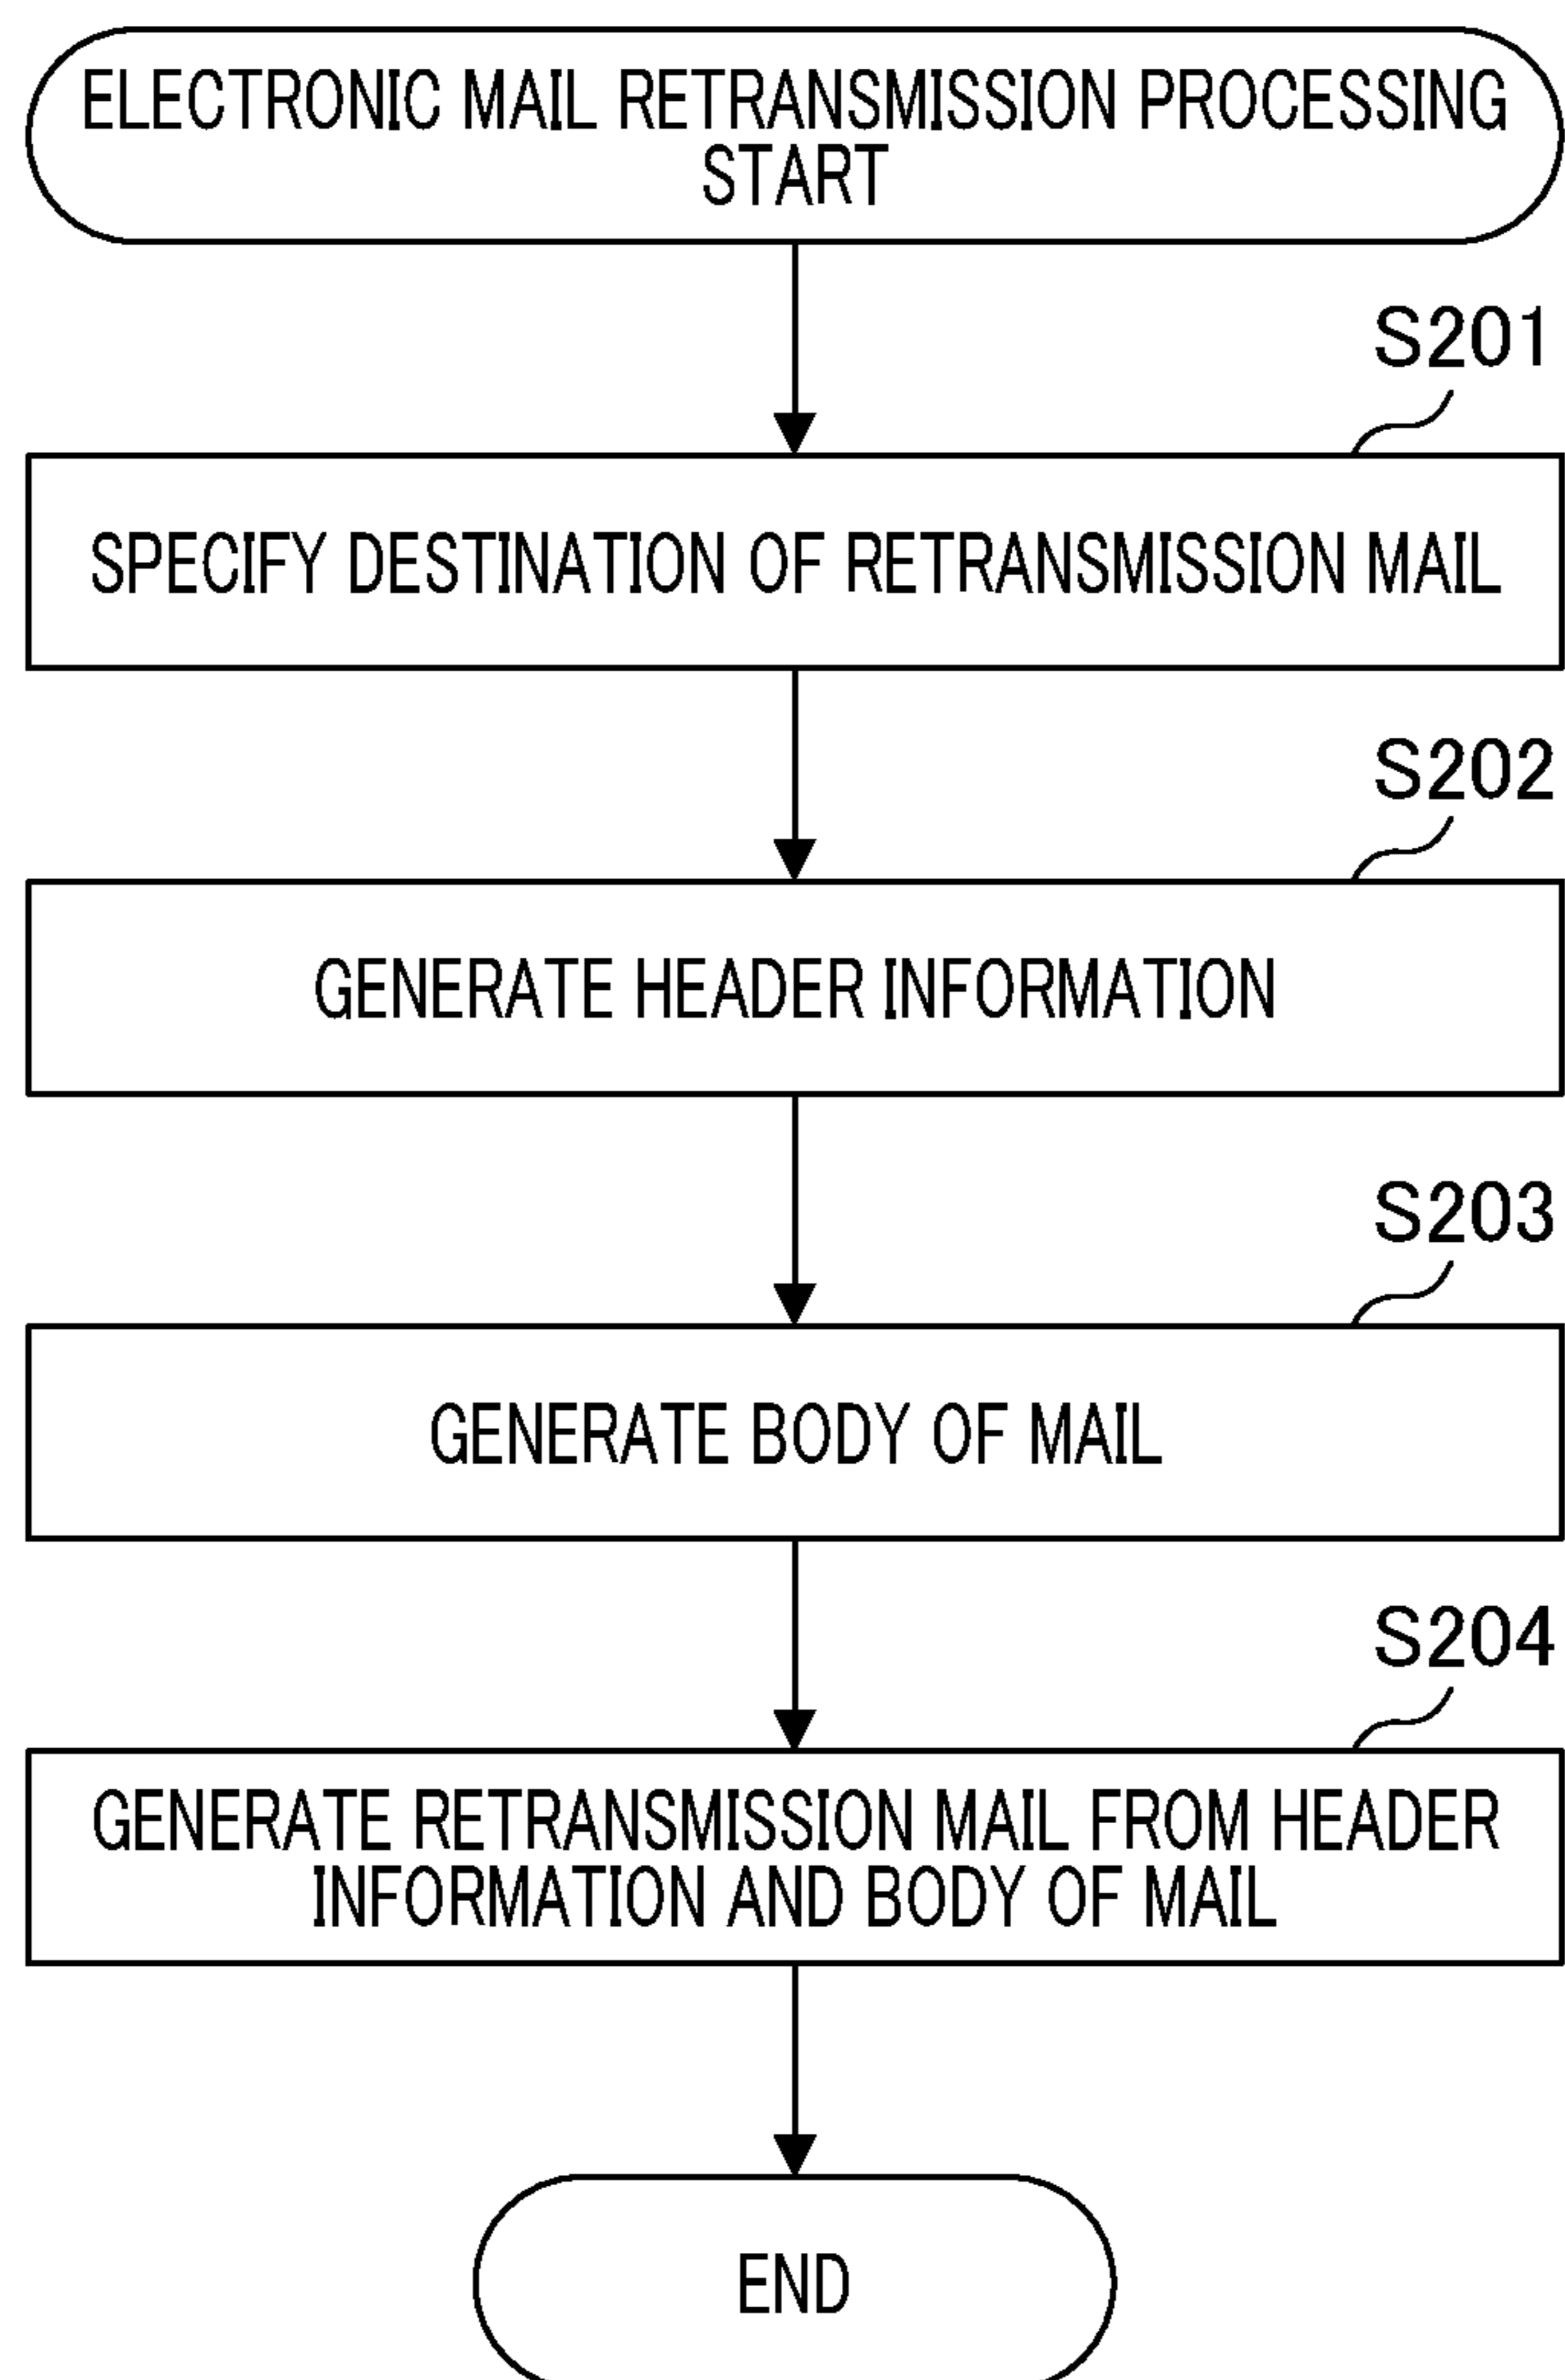 ELECTRONIC MAIL RETRANSMISSION PROCESSING
START
S201
SPECIFY DESTINATION OF RETRANSMISSION MAIL
S202
GENERATE HEADER INFORMATION
S203
GENERATE BODY OF MAIL
S204
GENERATE RETRANSMISSION MAIL FROM HEADER
INFORMATION AND BODY OF MAIL
END